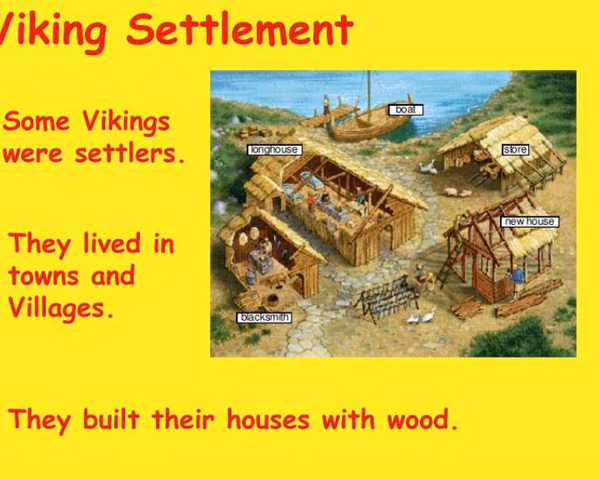 Viking Settlement
Some Vikings
were settlers.
They lived in
towns and
Villages.
boat
longhouse
store
new house
blacksmith
They built their houses with wood.